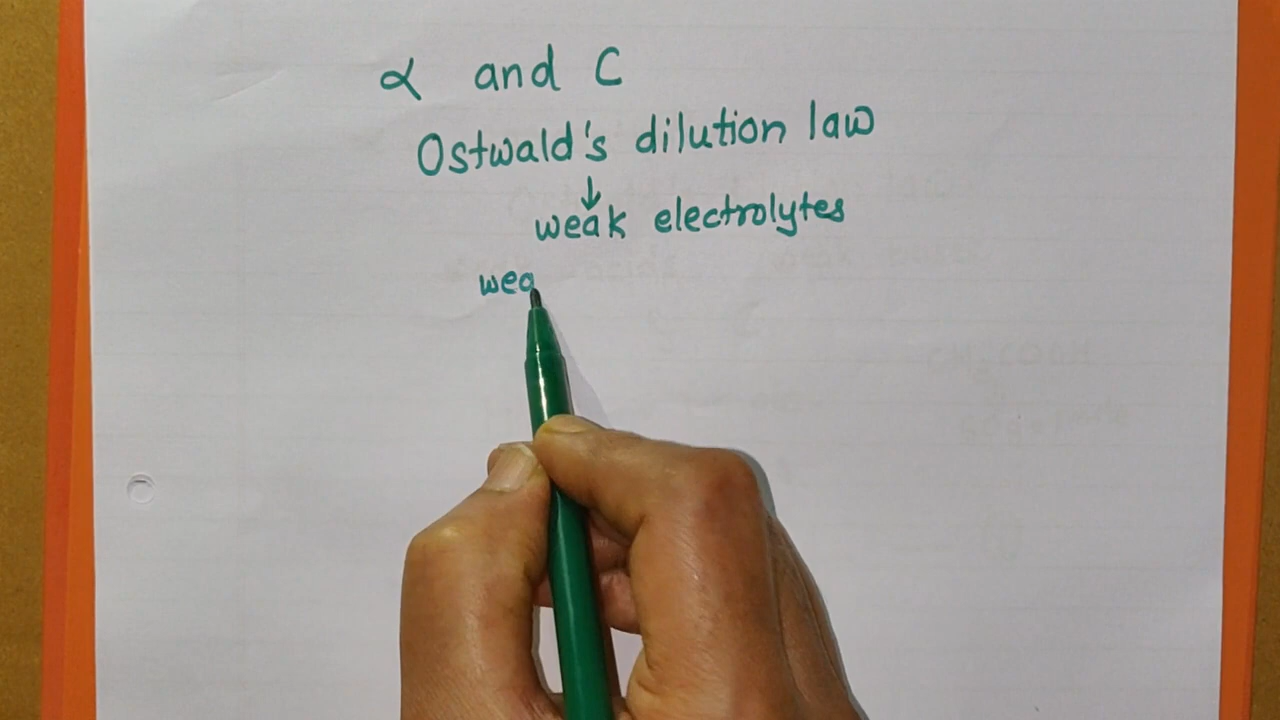 α and C
Ostwald's dilution law
↓
weak electrolytes
wea